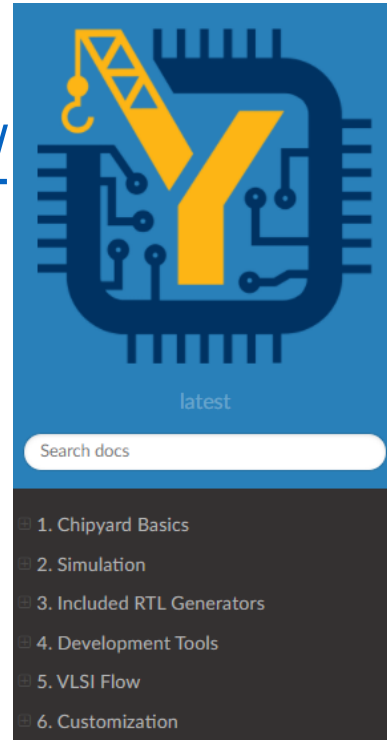 /
latest
Search docs
1. Chipyard Basics
2. Simulation
3. Included RTL Generators
4. Development Tools
5. VLSI Flow
6. Customization